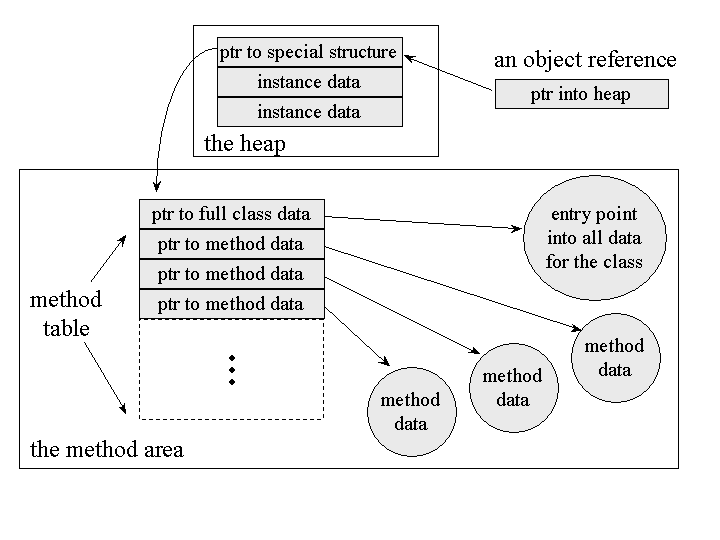 ptr to special structure
instance data
instance data
the heap
an object reference
ptr into heap
ptr to full class data
ptr to method data
ptr to method data
ptr to method data
method
table
entry point
into all data
for the class
method
data
method
data
method
data
the method area